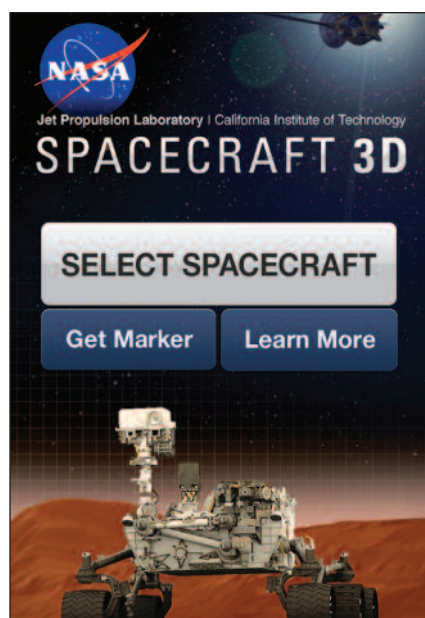 NASA
Jet Propulsion Laboratory | California Institute of Technology
SPACECRAFT 3D
SELECT SPACECRAFT
Get Marker
Learn More